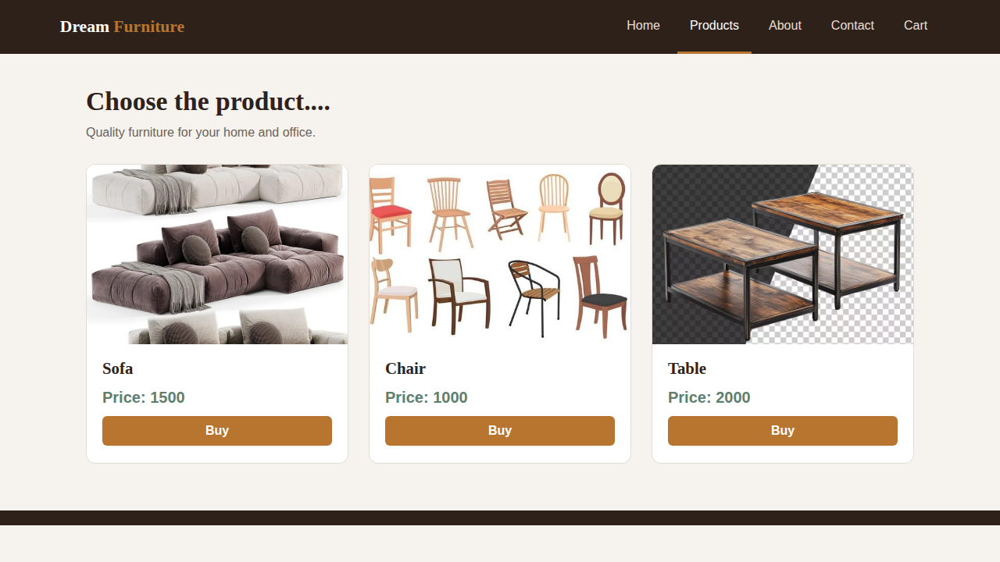 Dream Furniture
Home Products About Contact Cart
Choose the product....
Quality furniture for your home and office.
Sofa
Price: 1500
Buy
Chair
Price: 1000
Buy
Table
Price: 2000
Buy